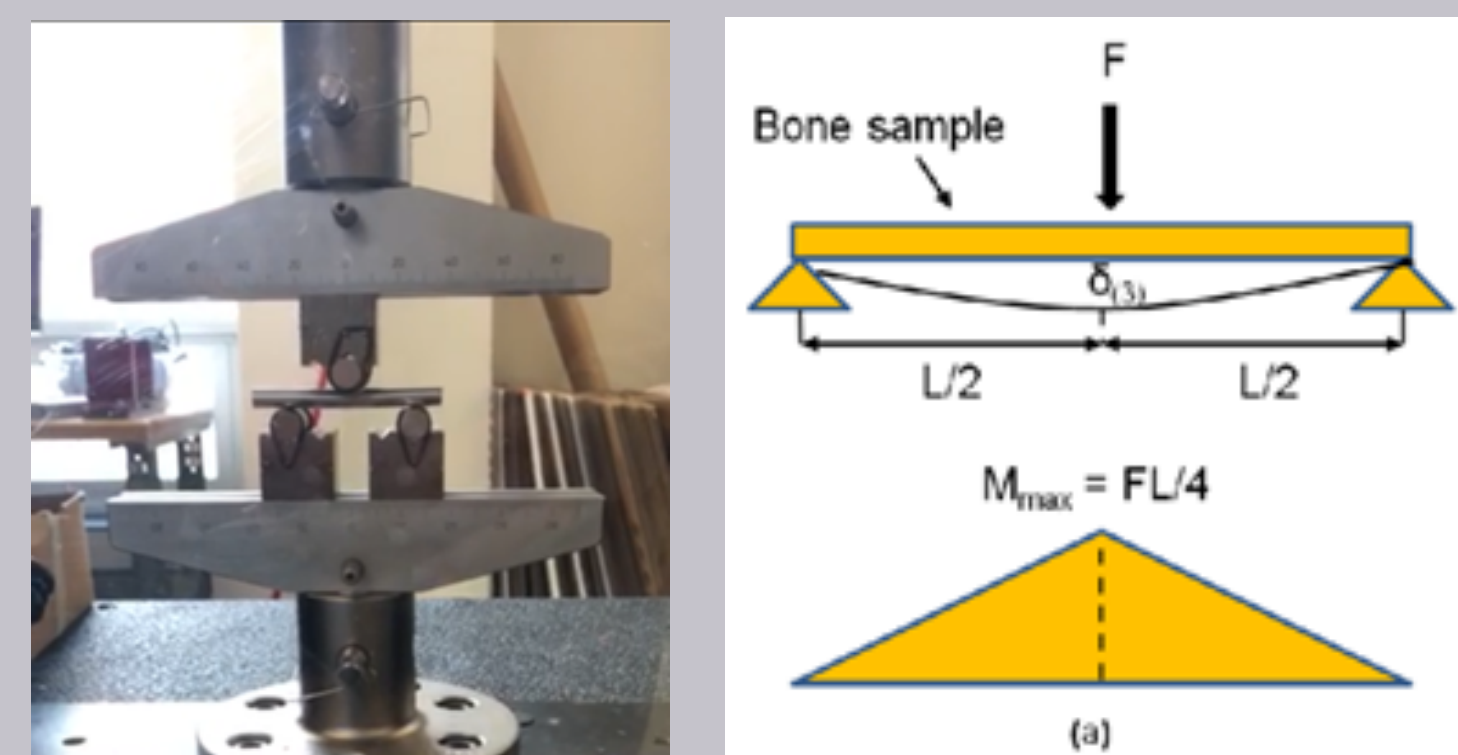 F
Bone sample
δ(3)
L/2 L/2
Mmax = FL/4
(a)